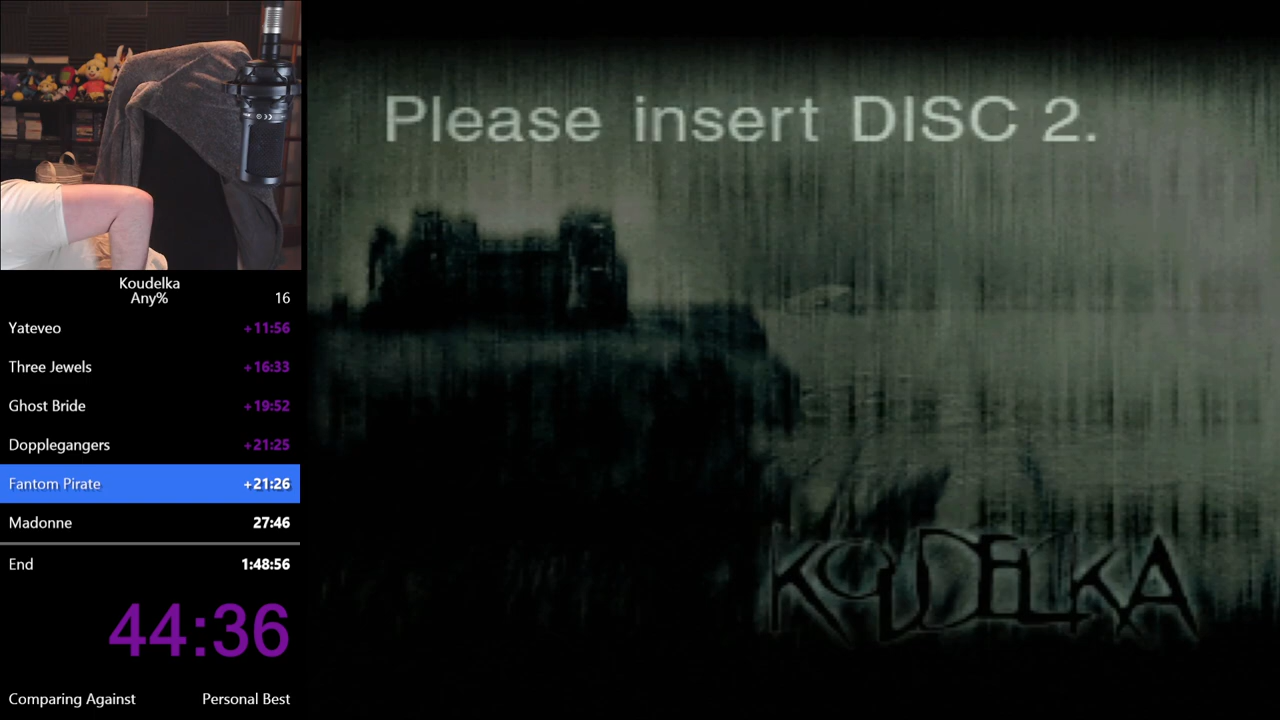 Please insert DISC 2.
KOUDELKA
Koudelka
Any% 16
Yateveo +11:56
Three Jewels +16:33
Ghost Bride +19:52
Dopplegangers +21:25
Fantom Pirate +21:26
Madonne 27:46
End 1:48:56
44:36
Comparing Against Personal Best